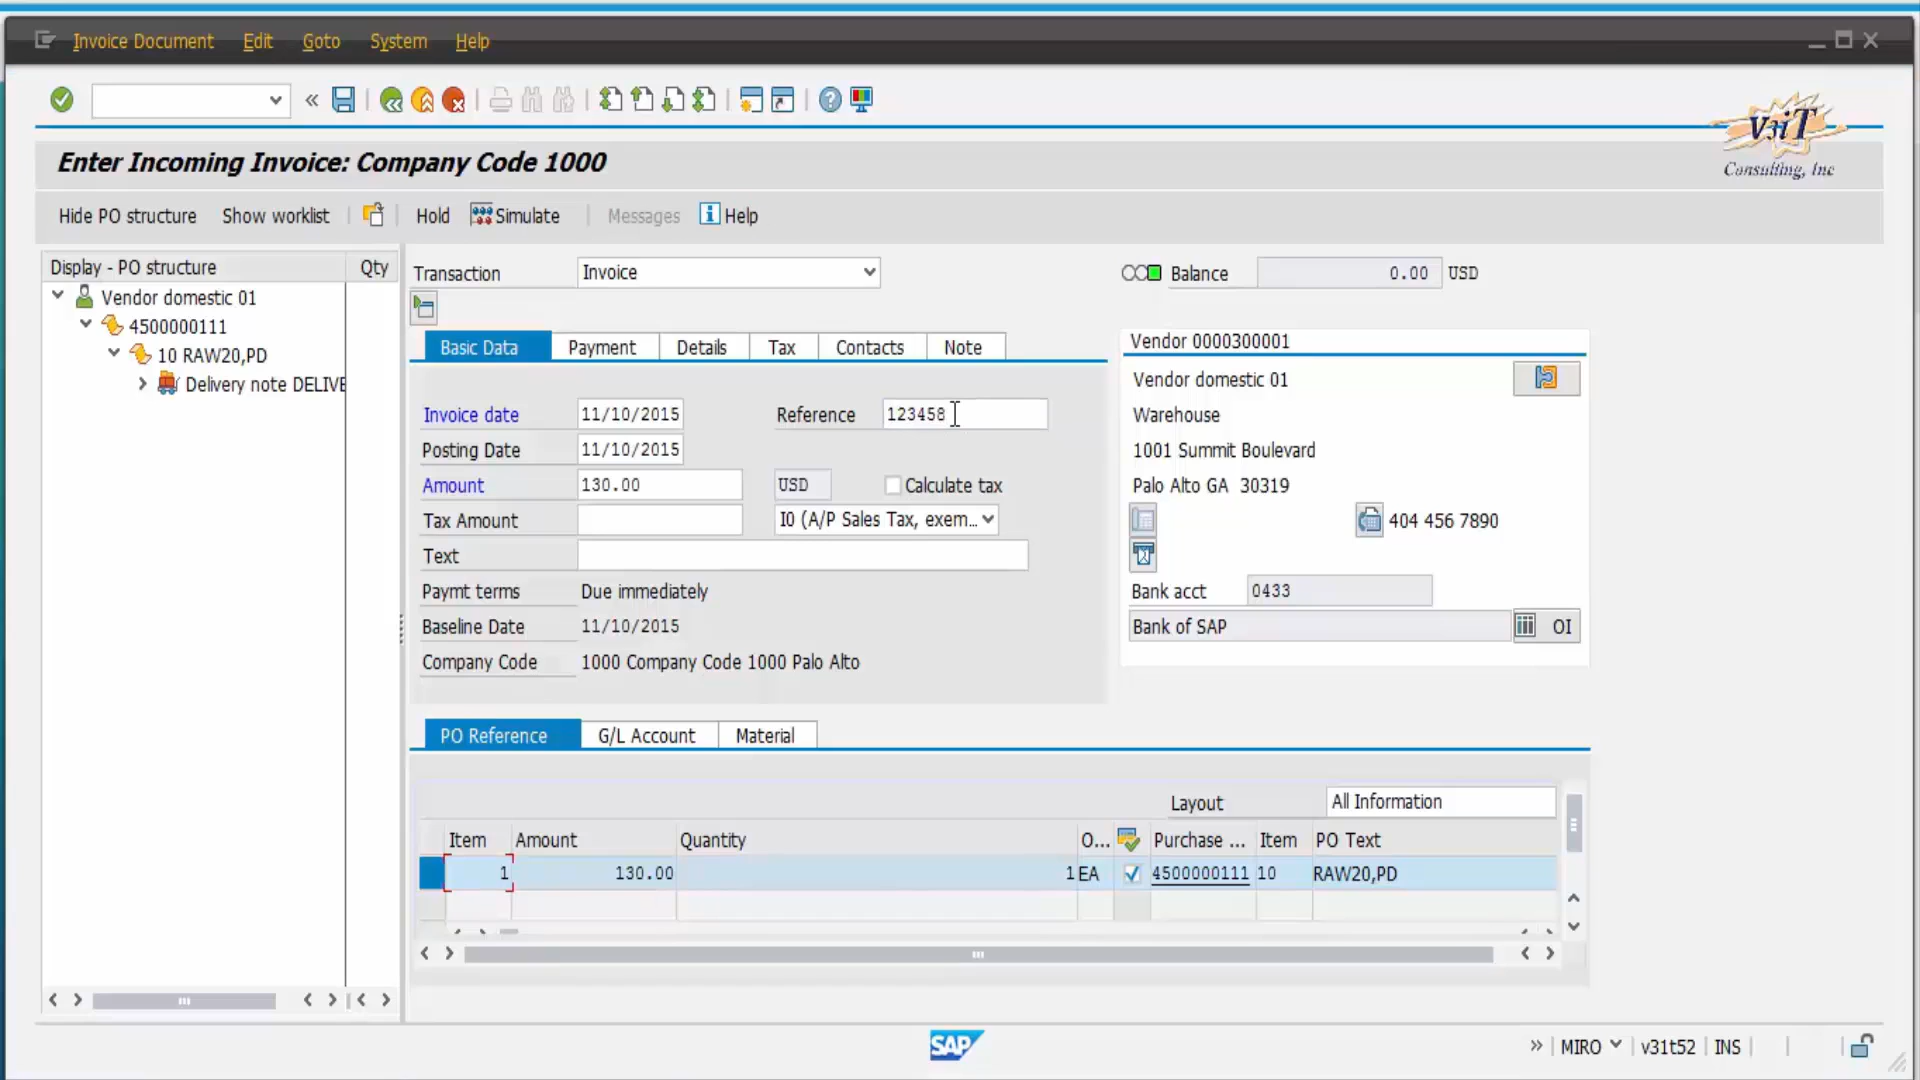 Invoice Document Edit Goto System Help
V3iT
Consulting, Inc
Enter Incoming Invoice: Company Code 1000
Hide PO structure Show worklist Hold Simulate Messages Help
Display - PO structure Qty
Vendor domestic 01
4500000111
10 RAW20,PD
Delivery note DELIVE
Transaction Invoice Balance 0.00 USD
Basic Data Payment Details Tax Contacts Note
Invoice date 11/10/2015 Reference 123458
Posting Date 11/10/2015
Amount 130.00 USD Calculate tax
Tax Amount I0 (A/P Sales Tax, exem...
Text
Paymt terms Due immediately
Baseline Date 11/10/2015
Company Code 1000 Company Code 1000 Palo Alto
Vendor 0000300001
Vendor domestic 01
Warehouse
1001 Summit Boulevard
Palo Alto GA 30319
404 456 7890
Bank acct 0433
Bank of SAP OI
PO Reference G/L Account Material
Layout All Information
Item Amount Quantity O... Purchase ... Item PO Text
1 130.00 1 EA 4500000111 10 RAW20,PD
SAP
MIRO v31t52 INS